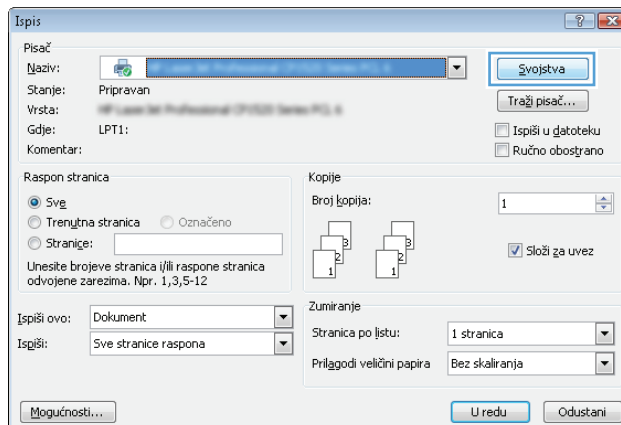 Ispis
Pisač
Naziv:
Svojstva
Stanje: Pripravan
Traži pisač...
Vrsta:
Gdje: LPT1:
Ispiši u datoteku
Komentar:
Ručno obostrano
Raspon stranica
Sve
Trenutna stranica Označeno
Stranice:
Unesite brojeve stranica i/ili raspone stranica
odvojene zarezima. Npr. 1,3,5-12
Kopije
Broj kopija: 1
3 3
2 2
1 1
Složi za uvez
Ispiši ovo: Dokument
Ispiši: Sve stranice raspona
Zumiranje
Stranica po listu: 1 stranica
Prilagodi veličini papira Bez skaliranja
Mogućnosti...
U redu Odustani